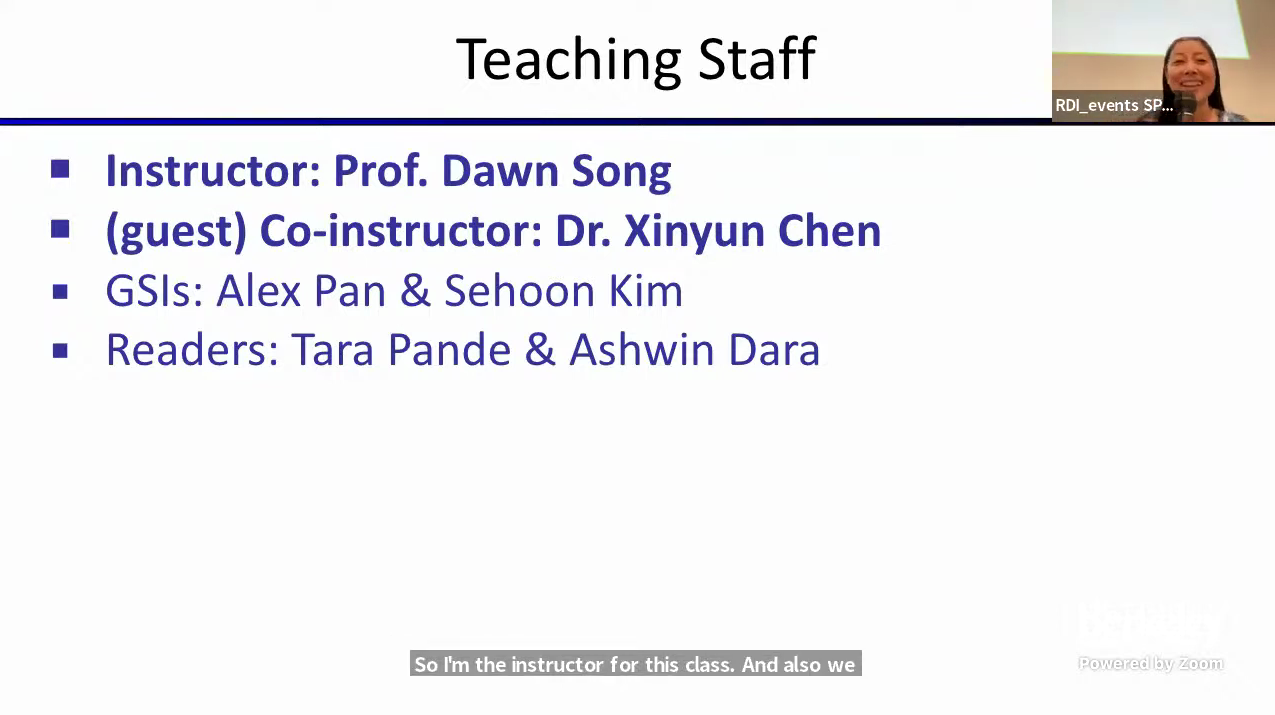 Teaching Staff
RDI_events SP...
Instructor: Prof. Dawn Song
(guest) Co-instructor: Dr. Xinyun Chen
GSIs: Alex Pan & Sehoon Kim
Readers: Tara Pande & Ashwin Dara
So I'm the instructor for this class. And also we
Powered by Zoom